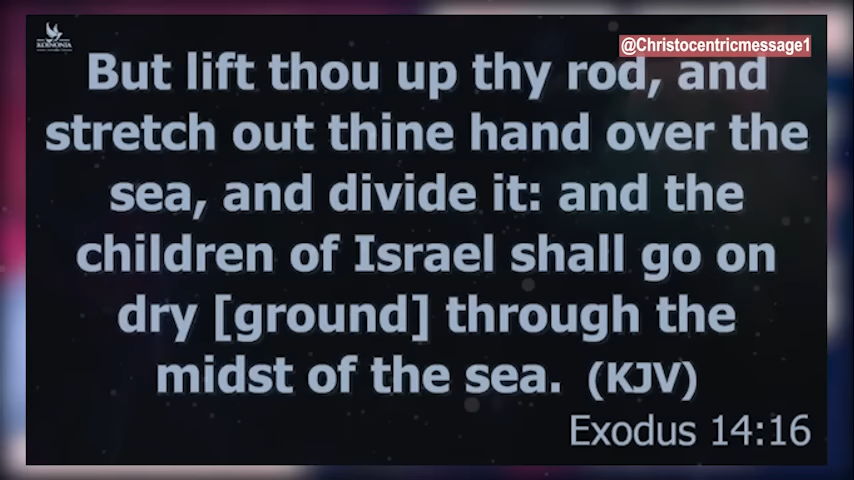 KOINONIA
@Christocentricmessage1
But lift thou up thy rod, and
stretch out thine hand over the
sea, and divide it: and the
children of Israel shall go on
dry [ground] through the
midst of the sea. (KJV)
Exodus 14:16